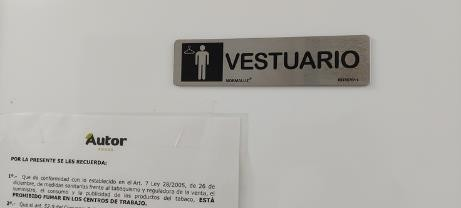 VESTUARIO
NORMALUZ
Autor
POR LA PRESENTE SE LES RECUERDA:
1º.- Que de conformidad con lo establecido en el Art. 7 Ley 28/2005, de 26 de
diciembre, de medidas sanitarias frente al tabaquismo y reguladora de la venta, el
suministro, el consumo y la publicidad de los productos del tabaco, ESTÁ
PROHIBIDO FUMAR EN LOS CENTROS DE TRABAJO.
2º.- Que el art.